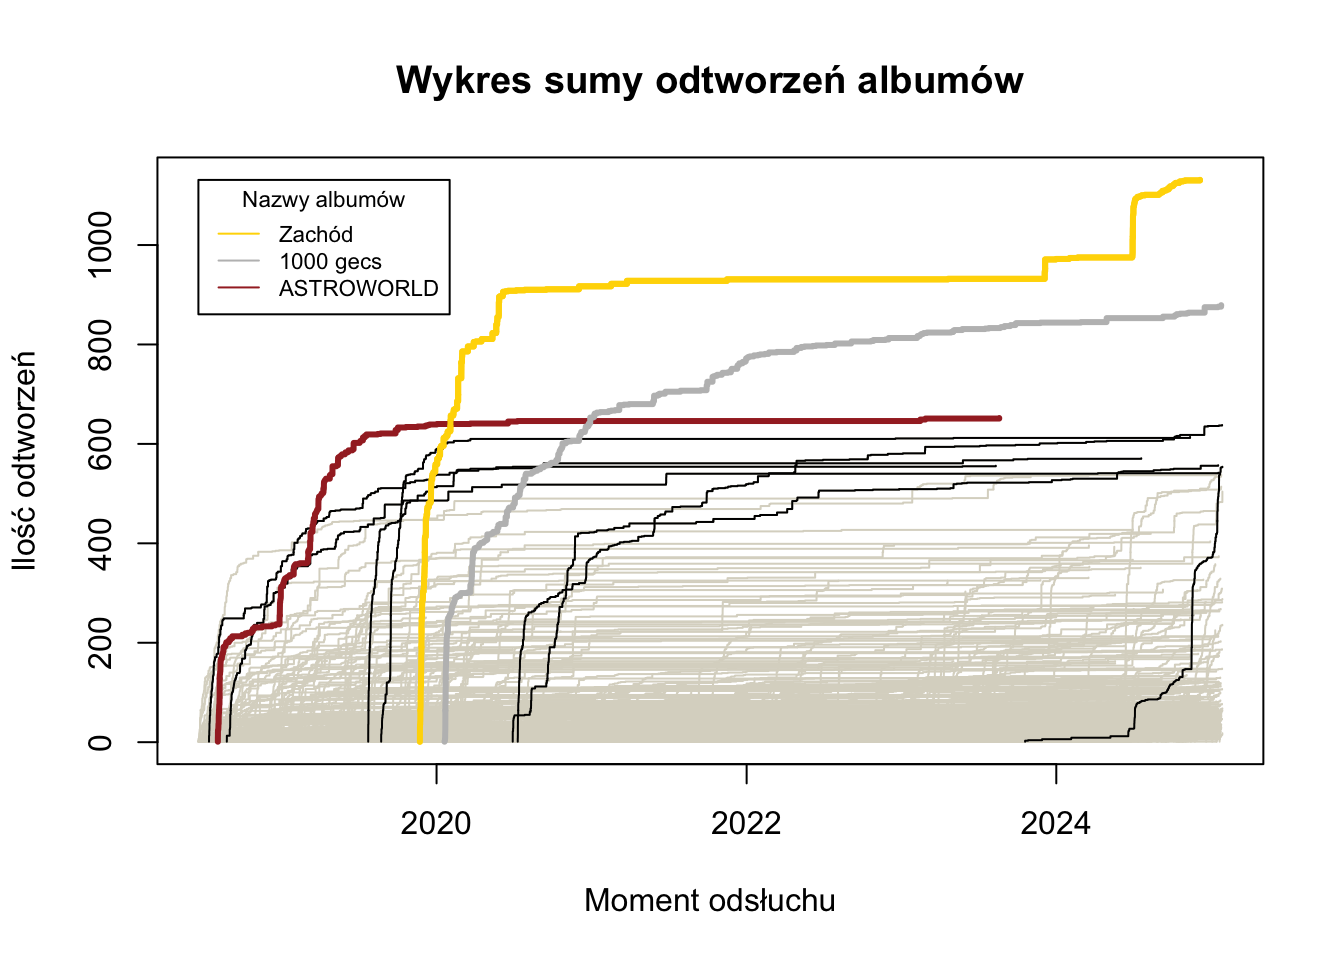 Wykres sumy odtworzeń albumów
Nazwy albumów
Zachód
1000 gecs
ASTROWORLD
Ilość odtworzeń
1000
800
600
400
200
0
2020 2022 2024
Moment odsłuchu